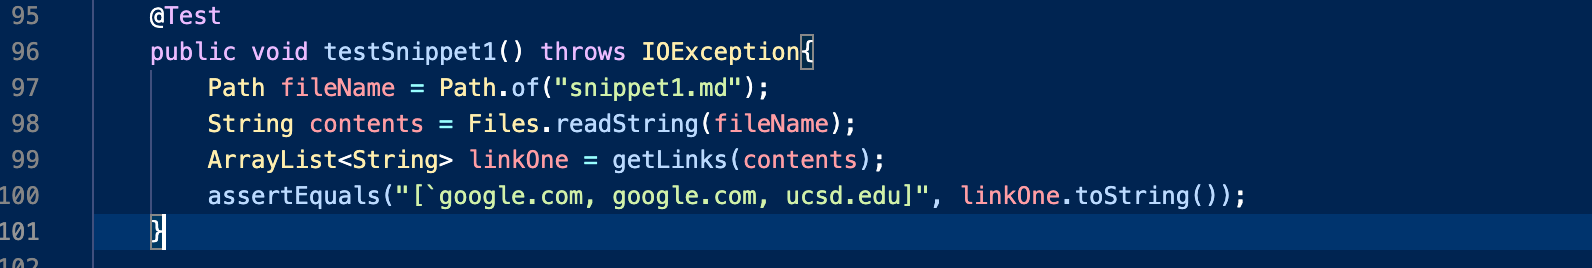 95 @Test
96 public void testSnippet1() throws IOException{
97 Path fileName = Path.of("snippet1.md");
98 String contents = Files.readString(fileName);
99 ArrayList<String> linkOne = getLinks(contents);
100 assertEquals("[`google.com, google.com, ucsd.edu]", linkOne.toString());
101 }
102